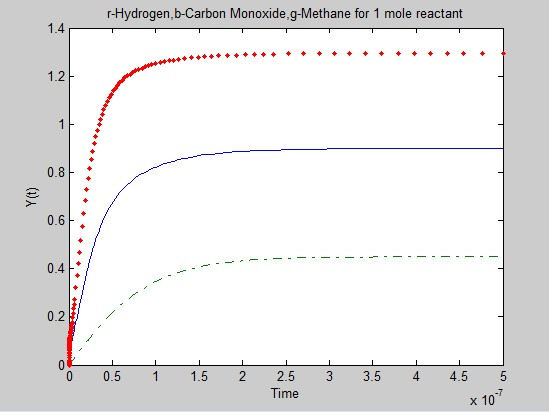 r-Hydrogen,b-Carbon Monoxide,g-Methane for 1 mole reactant
1.4
1.2
1
0.8
0.6
0.4
0.2
0
Y(t)
0 0.5 1 1.5 2 2.5 3 3.5 4 4.5 5
Time
x 10-7